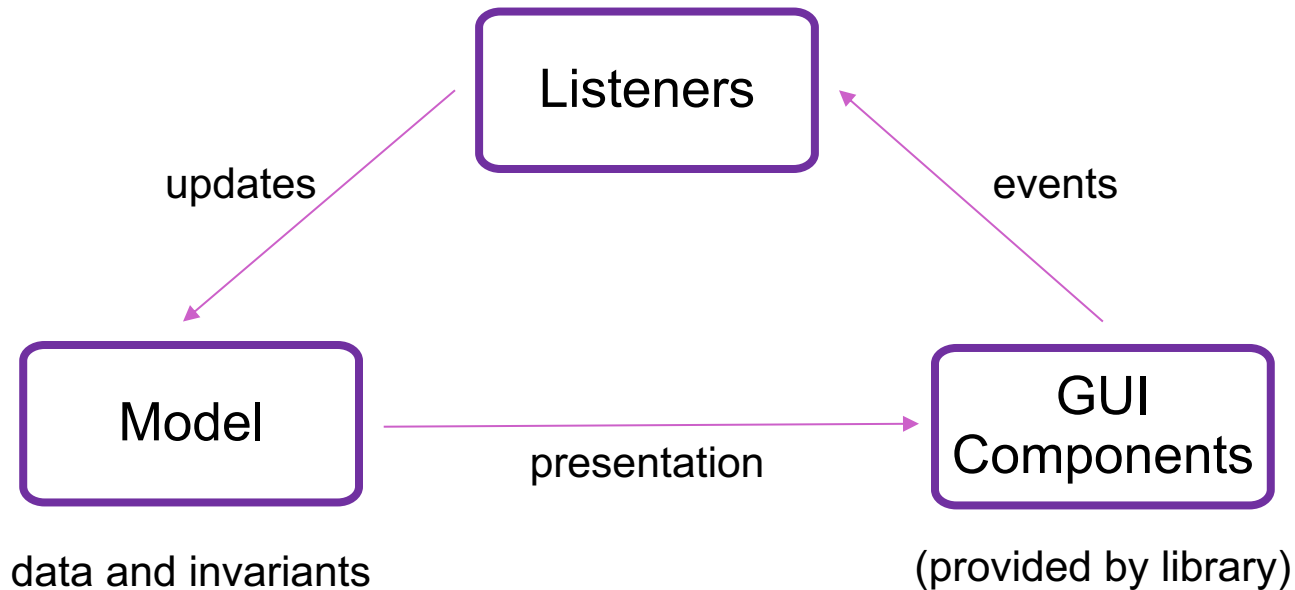 Listeners
updates
events
Model
GUI
Components
presentation
data and invariants
(provided by library)